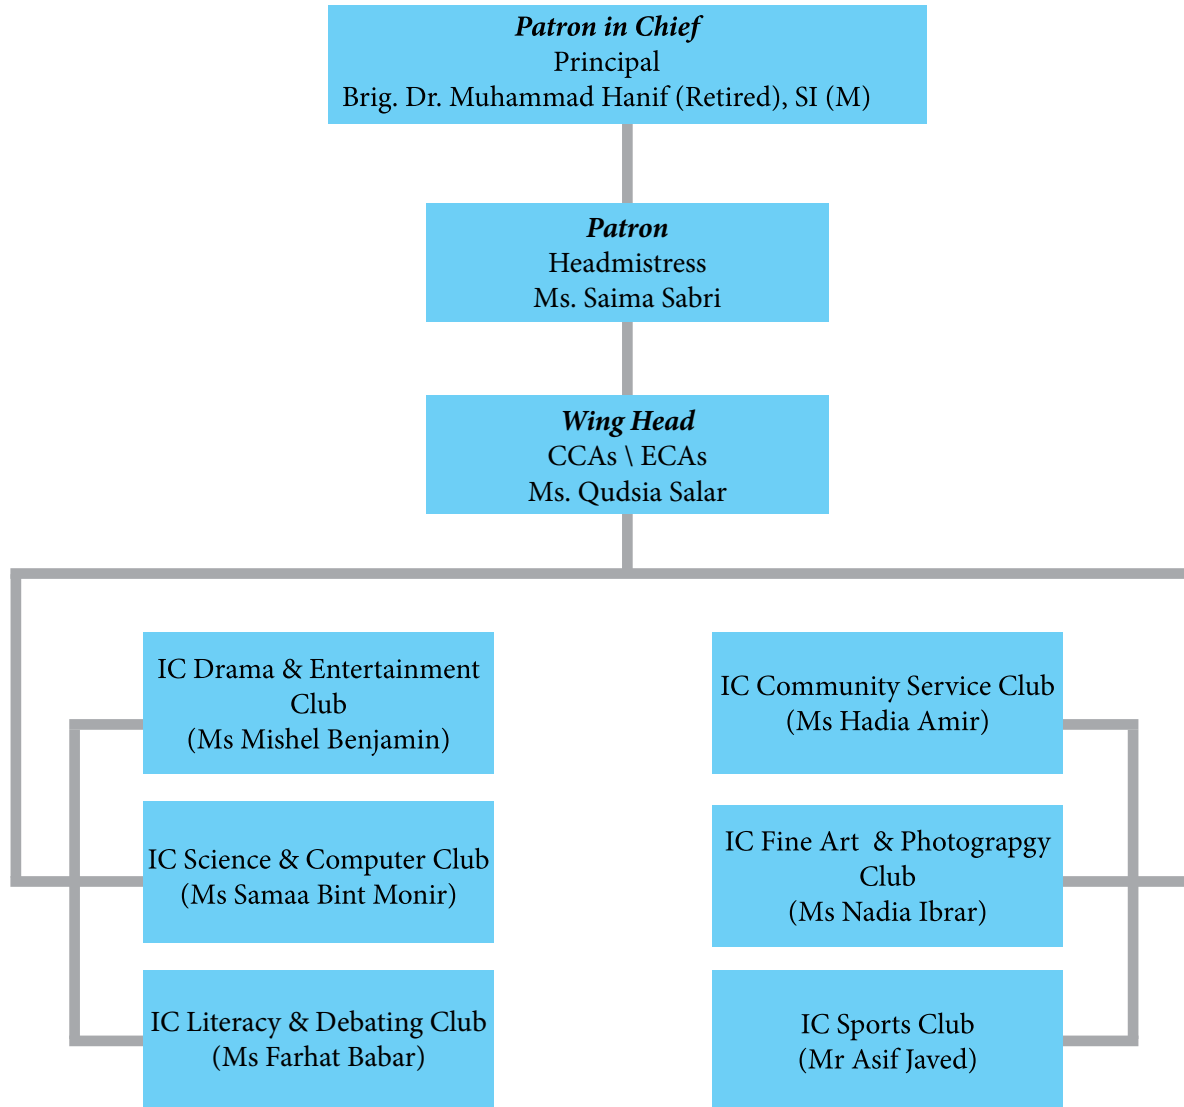 Patron in Chief
Principal
Brig. Dr. Muhammad Hanif (Retired), SI (M)
Patron
Headmistress
Ms. Saima Sabri
Wing Head
CCAs \ ECAs
Ms. Qudsia Salar
IC Drama & Entertainment
Club
(Ms Mishel Benjamin)
IC Science & Computer Club
(Ms Samaa Bint Monir)
IC Literacy & Debating Club
(Ms Farhat Babar)
IC Community Service Club
(Ms Hadia Amir)
IC Fine Art  & Photograpgy
Club
(Ms Nadia Ibrar)
IC Sports Club
(Mr Asif Javed)